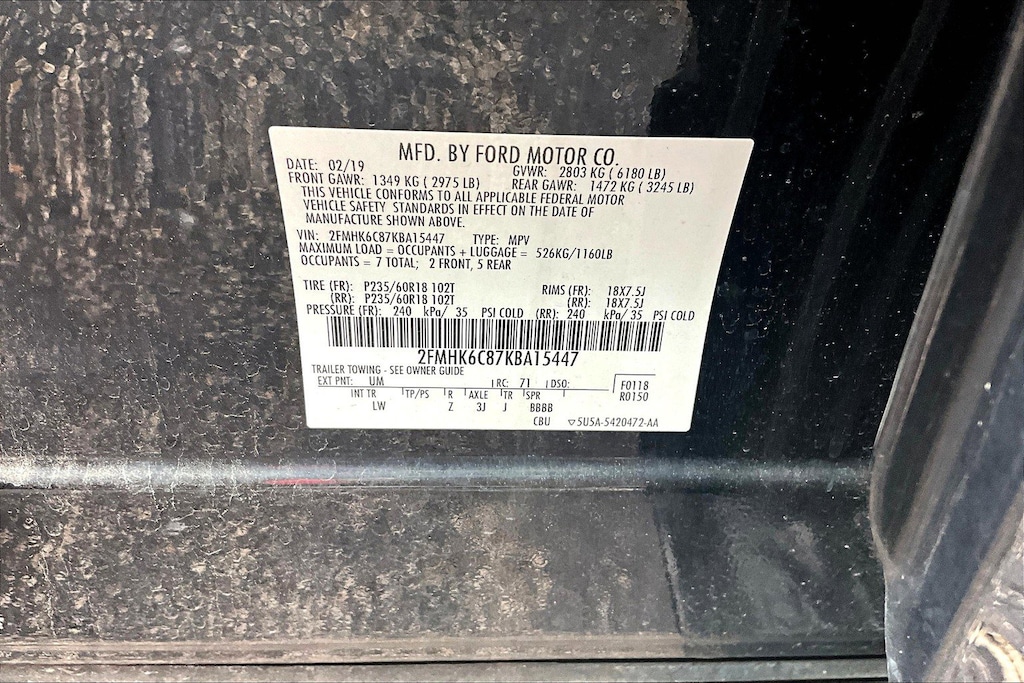 MFD. BY FORD MOTOR CO.
DATE: 02/19 GVWR: 2803 KG ( 6180 LB)
FRONT GAWR: 1349 KG ( 2975 LB) REAR GAWR: 1472 KG ( 3245 LB)
THIS VEHICLE CONFORMS TO ALL APPLICABLE FEDERAL MOTOR
VEHICLE SAFETY STANDARDS IN EFFECT ON THE DATE OF
MANUFACTURE SHOWN ABOVE.
VIN: 2FMHK6C87KBA15447 TYPE: MPV
MAXIMUM LOAD = OCCUPANTS + LUGGAGE = 526KG/1160LB
OCCUPANTS = 7 TOTAL; 2 FRONT, 5 REAR
TIRE (FR): P235/60R18 102T RIMS (FR): 18X7.5J
(RR): P235/60R18 102T (RR): 18X7.5J
PRESSURE (FR): 240 kPa/ 35 PSI COLD (RR): 240 kPa/ 35 PSI COLD
2FMHK6C87KBA15447
TRAILER TOWING - SEE OWNER GUIDE
EXT PNT: UM RC: 71 DSO: F0118
INT TR TP/PS R AXLE TR SPR R0150
LW Z 3J J BBBB
CBU 5U5A-5420472-AA